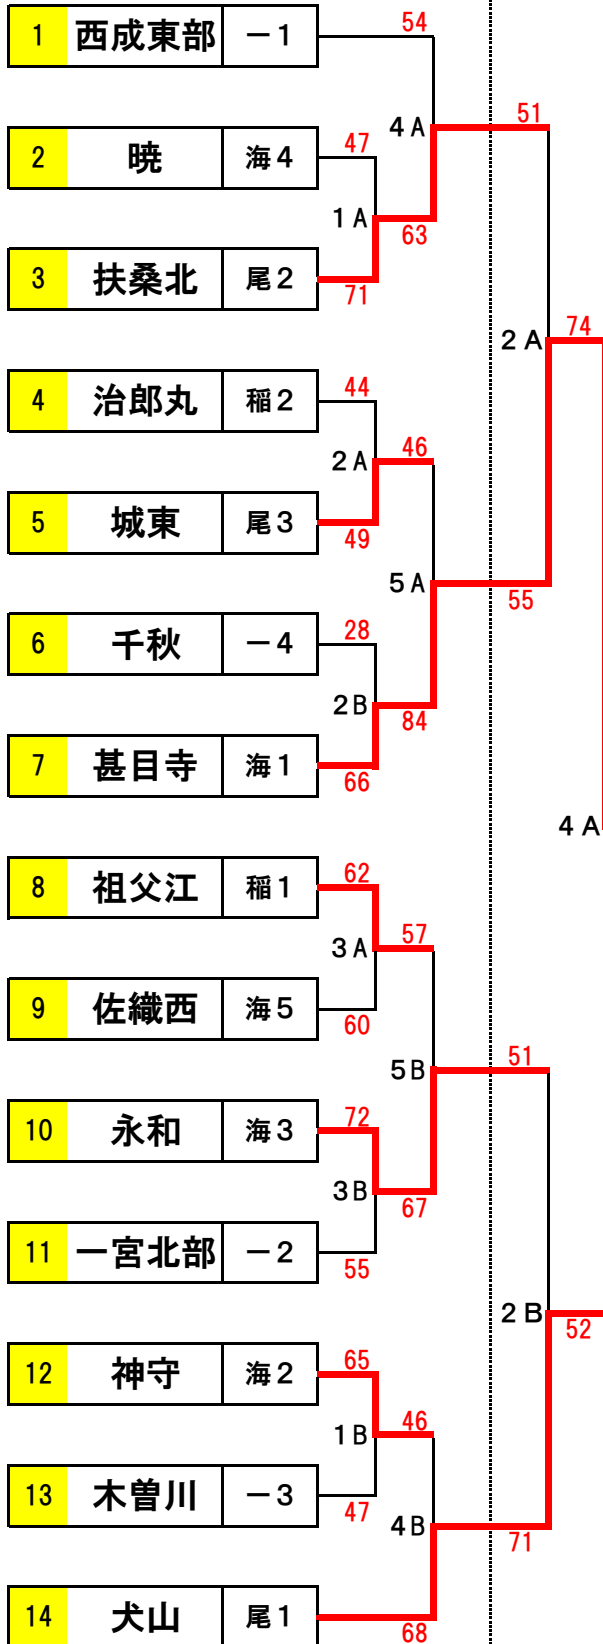 1 西成東部 一1
54
4A
51
2 暁 海4
47
1A
63
3 扶桑北 尾2
71
2A
74
4 治郎丸 稲2
44
2A
46
5 城東 尾3
49
5A
55
6 千秋 一4
28
2B
84
7 甚目寺 海1
66
4A
8 祖父江 稲1
62
3A
57
9 佐織西 海5
60
5B
51
10 永和 海3
72
3B
67
11 一宮北部 一2
55
2B
52
12 神守 海2
65
1B
46
13 木曽川 一3
47
4B
71
14 犬山 尾1
68